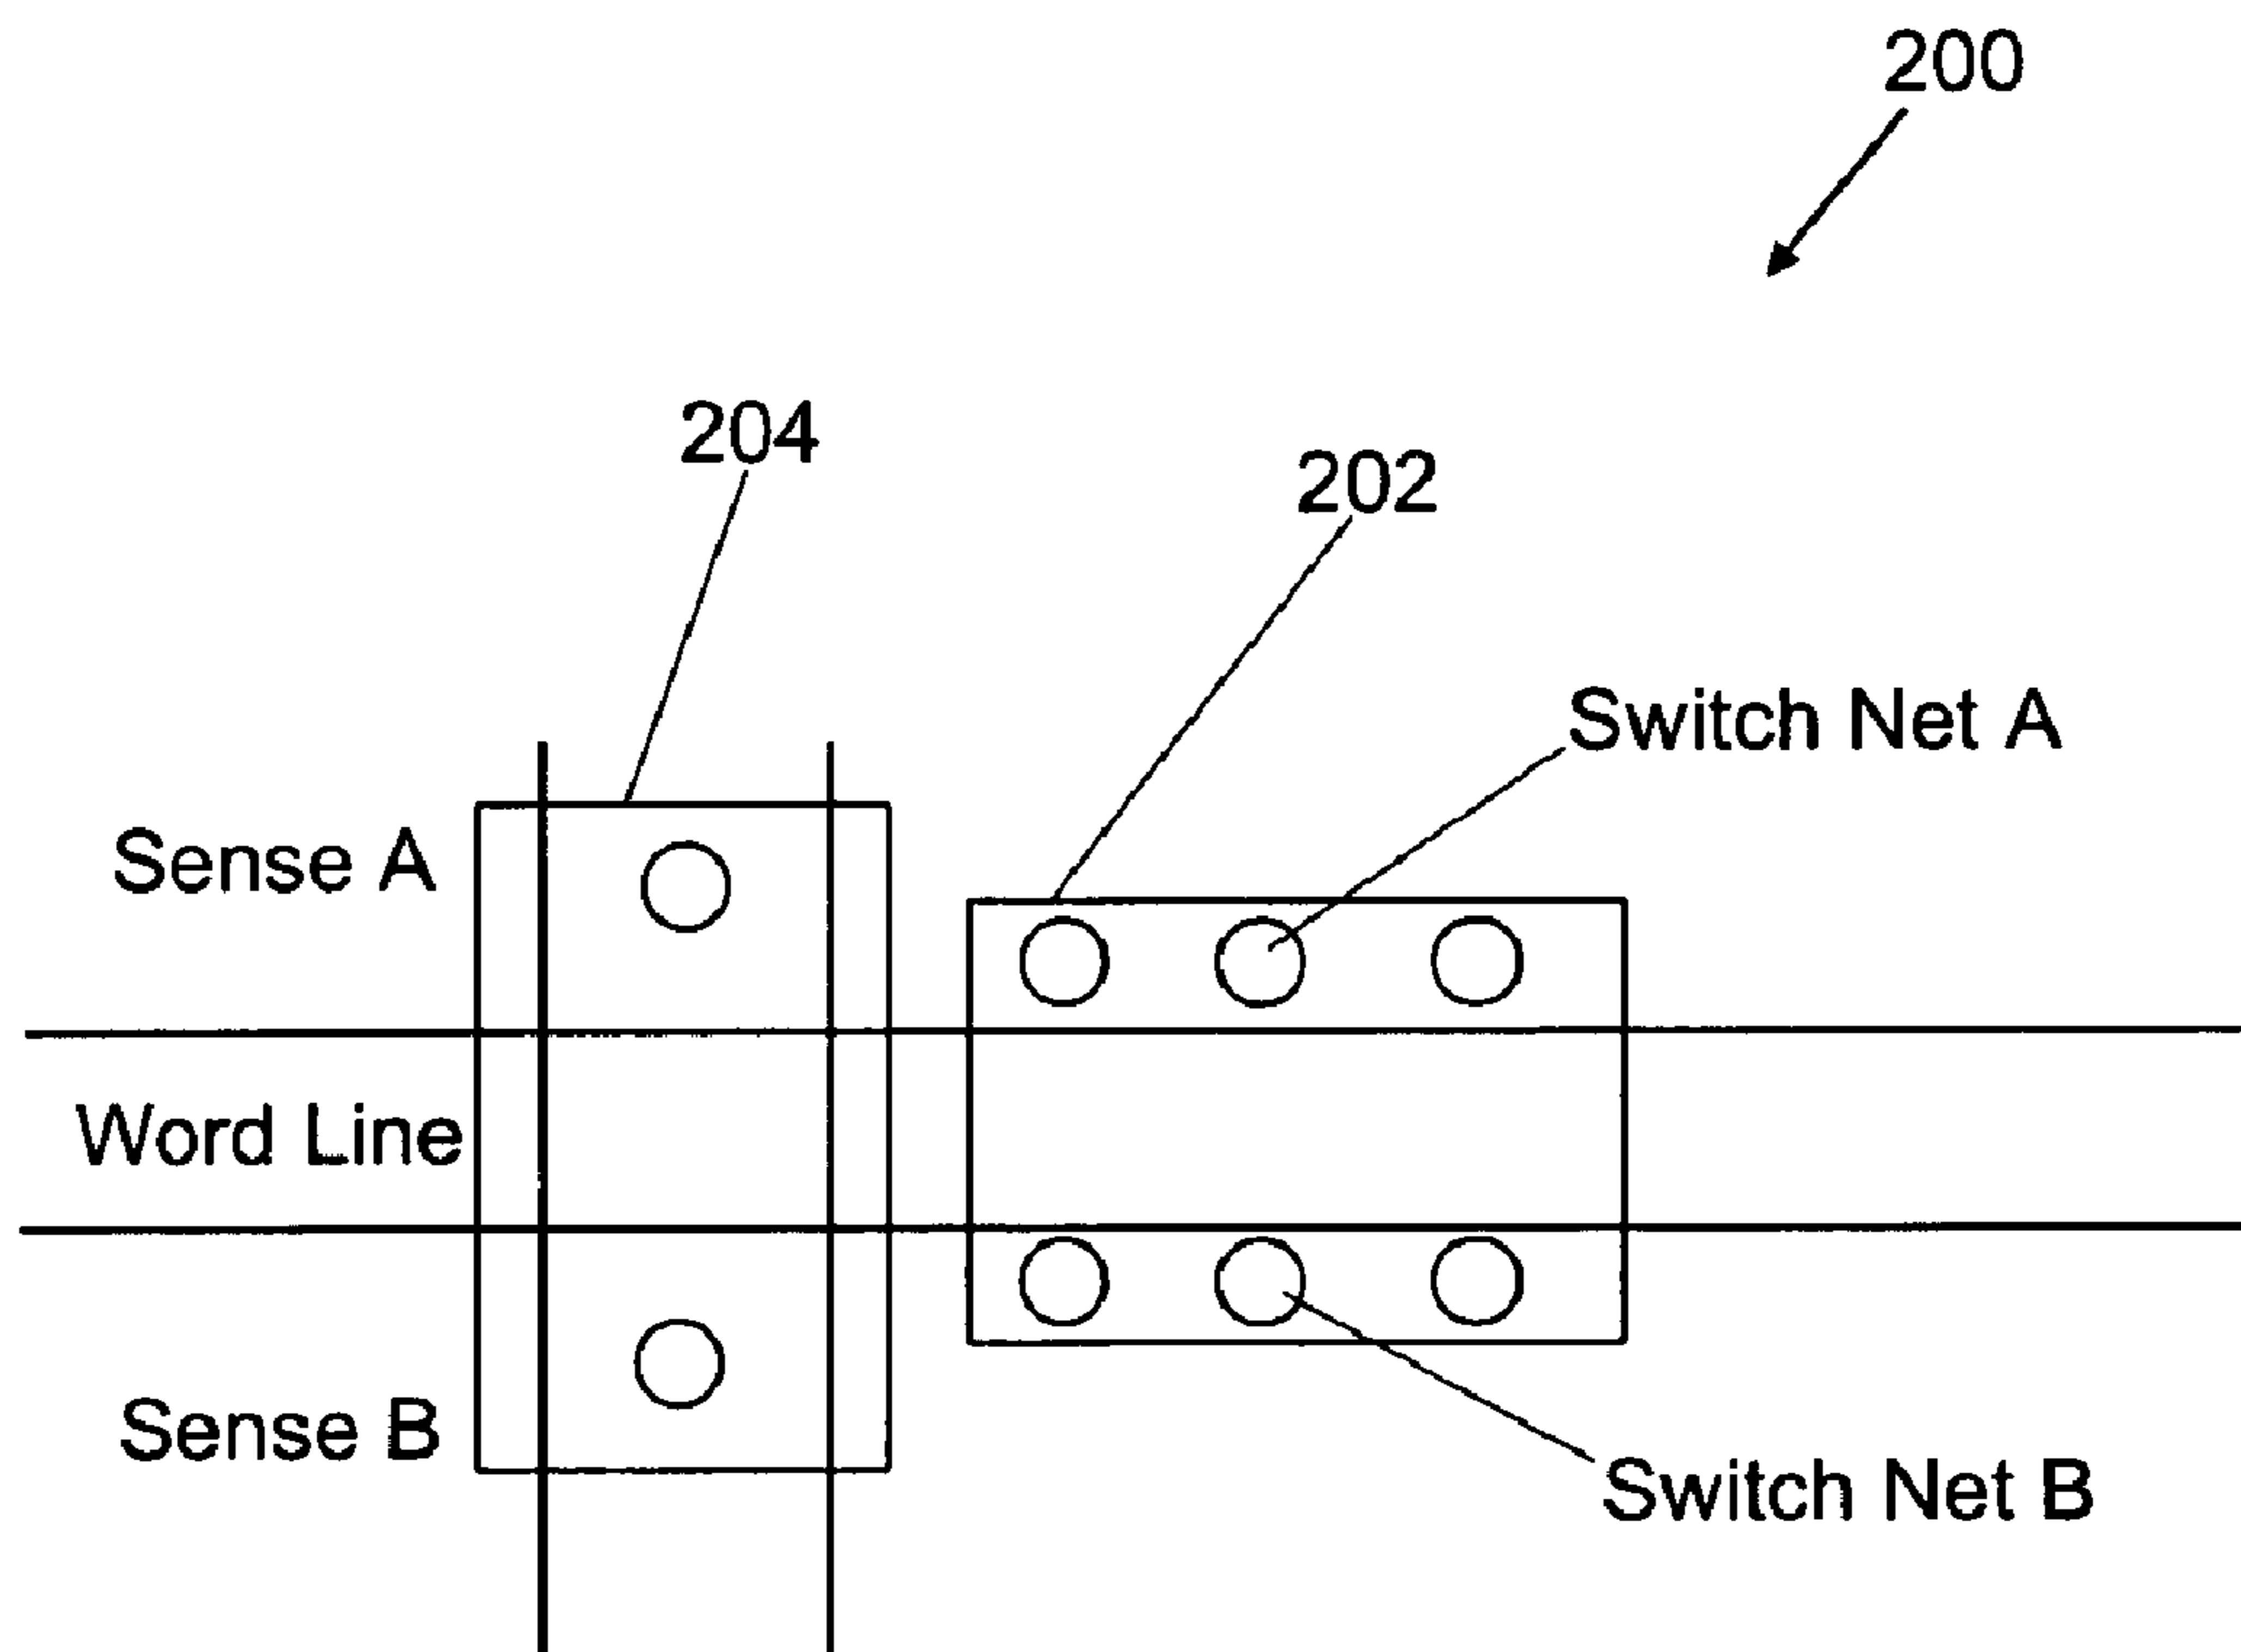 200
204
202
Switch Net A
Sense A
Word Line
Sense B
Switch Net B